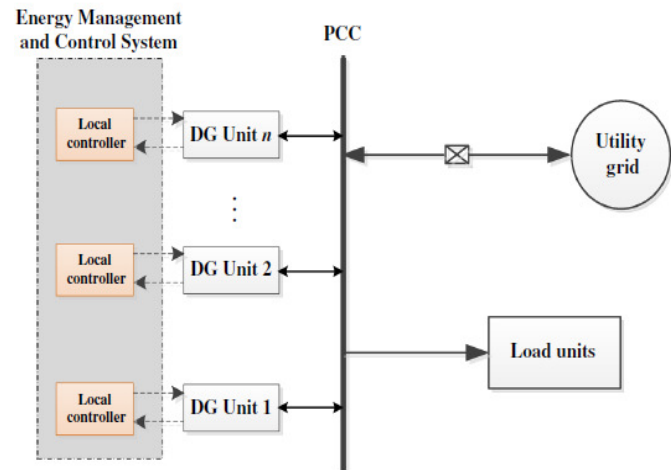 Energy Management
and Control System
PCC
Local
controller
DG Unit n
Utility
grid
⋮
Local
controller
DG Unit 2
Load units
Local
controller
DG Unit 1